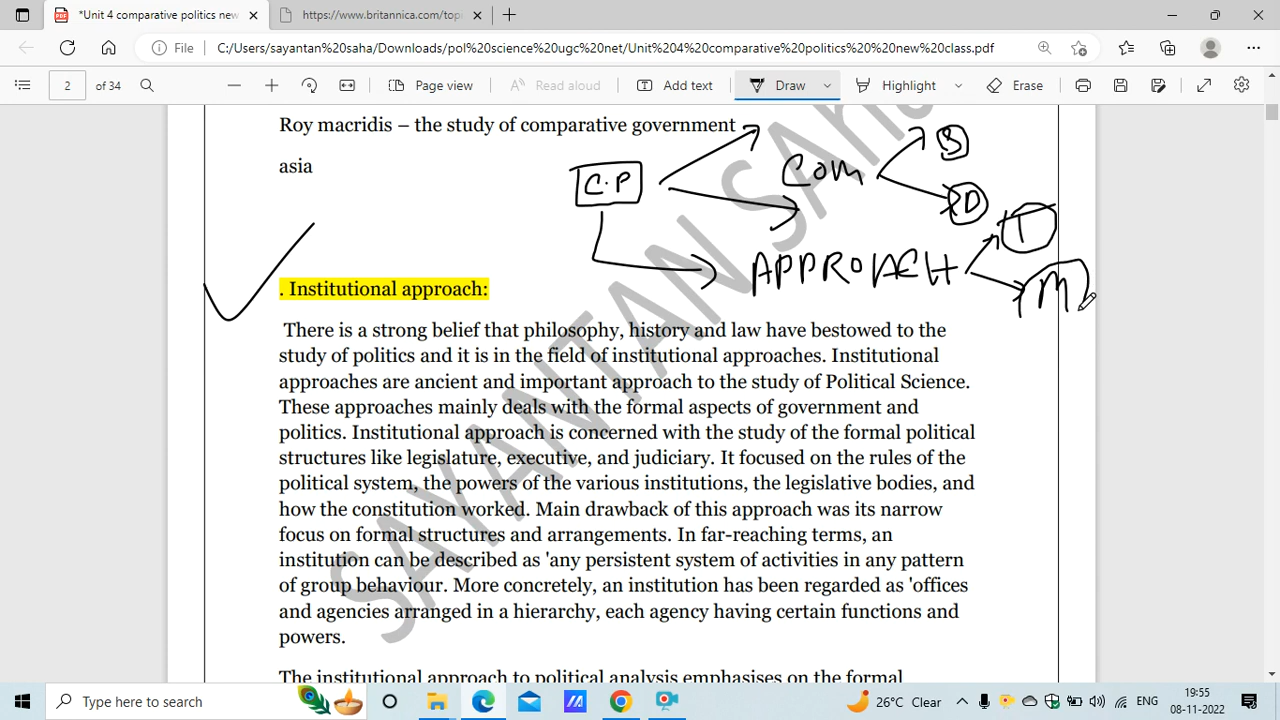 *Unit 4 comparative politics new
https://www.britannica.com/top
File C:/Users/sayantan%20saha/Downloads/pol%20science%20ugc%20net/Unit%204%20comparative%20politics%20%20new%20class.pdf
2 of 34 Page view Read aloud Add text Draw Highlight Erase
Roy macridis – the study of comparative government
asia
C.P
Com
S
D
APPROACH
T
M
. Institutional approach:
There is a strong belief that philosophy, history and law have bestowed to the
study of politics and it is in the field of institutional approaches. Institutional
approaches are ancient and important approach to the study of Political Science.
These approaches mainly deals with the formal aspects of government and
politics. Institutional approach is concerned with the study of the formal political
structures like legislature, executive, and judiciary. It focused on the rules of the
political system, the powers of the various institutions, the legislative bodies, and
how the constitution worked. Main drawback of this approach was its narrow
focus on formal structures and arrangements. In far-reaching terms, an
institution can be described as 'any persistent system of activities in any pattern
of group behaviour. More concretely, an institution has been regarded as 'offices
and agencies arranged in a hierarchy, each agency having certain functions and
powers.
The institutional approach to political analysis emphasises on the formal
SAYANTAN SAHA
Type here to search
26°C Clear
ENG
19:55
08-11-2022